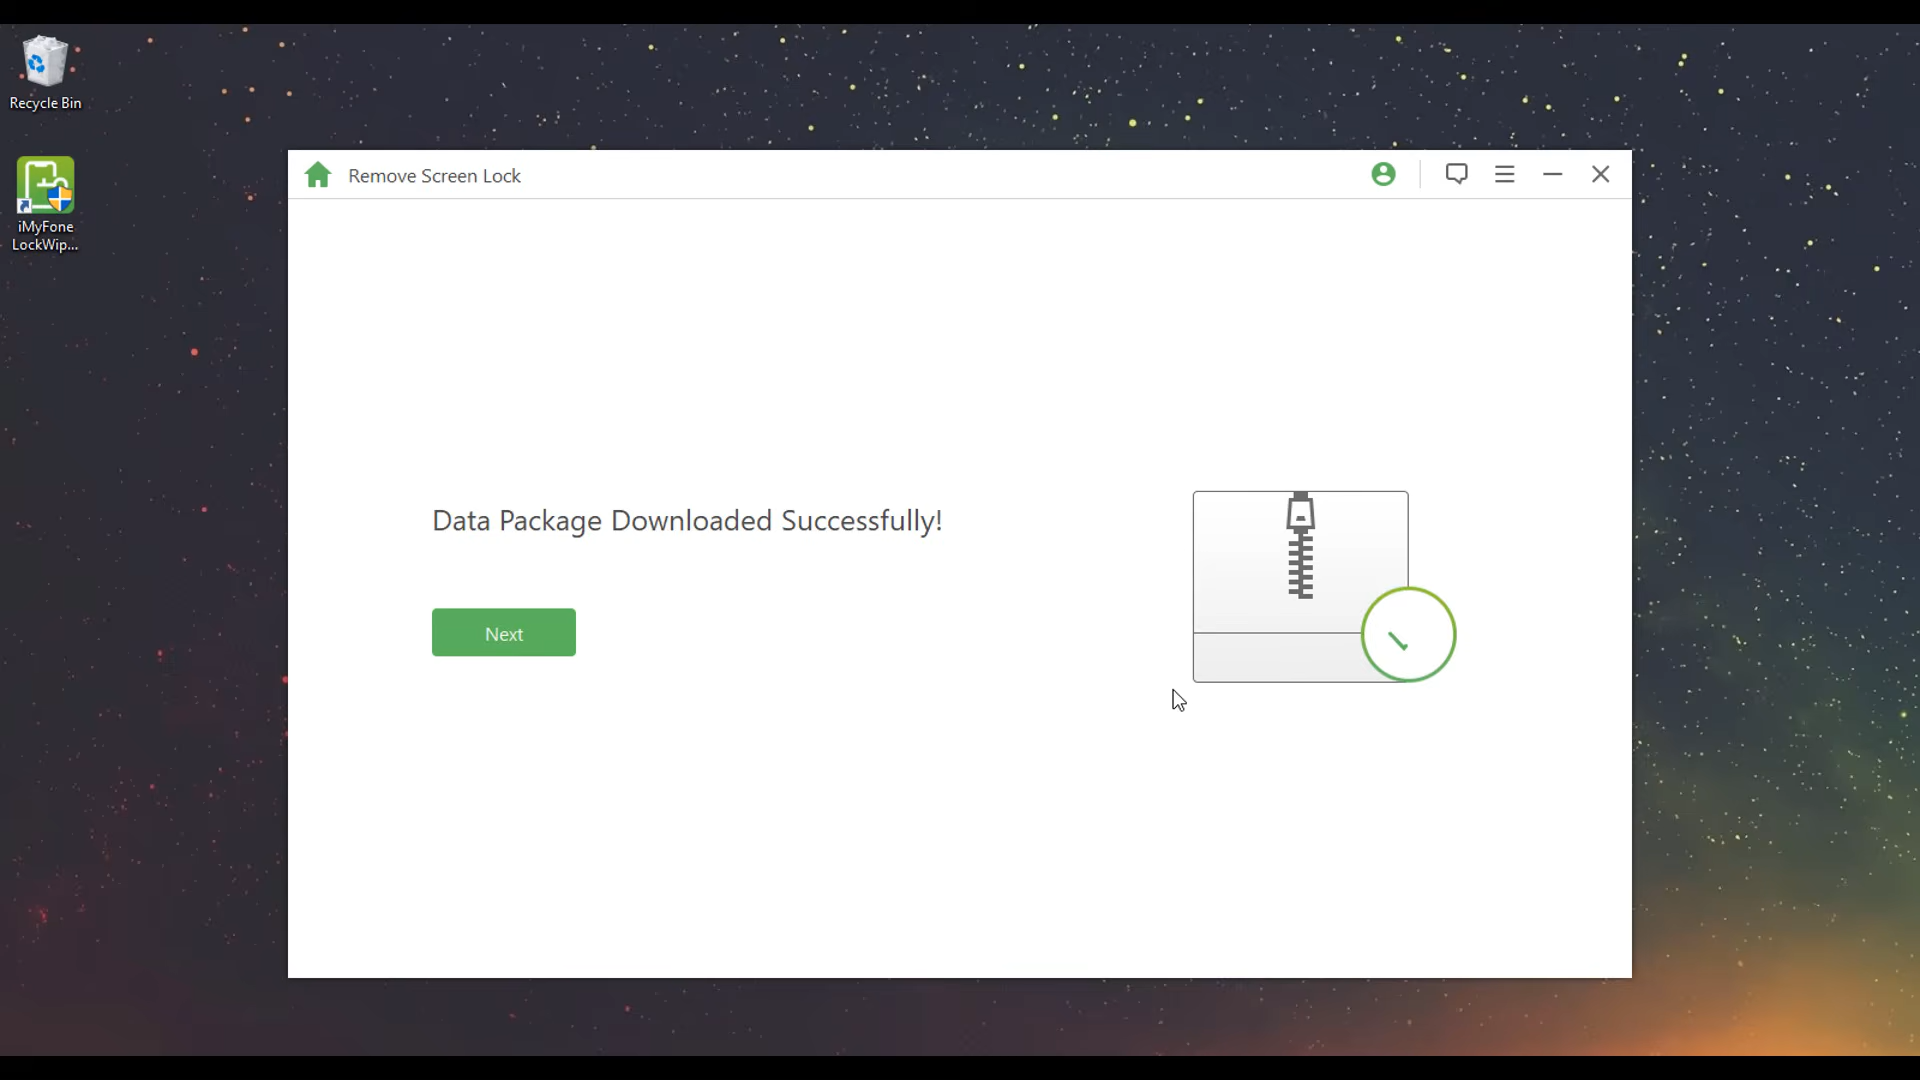 Recycle Bin
iMyFone
LockWip...
Remove Screen Lock
Data Package Downloaded Successfully!
Next